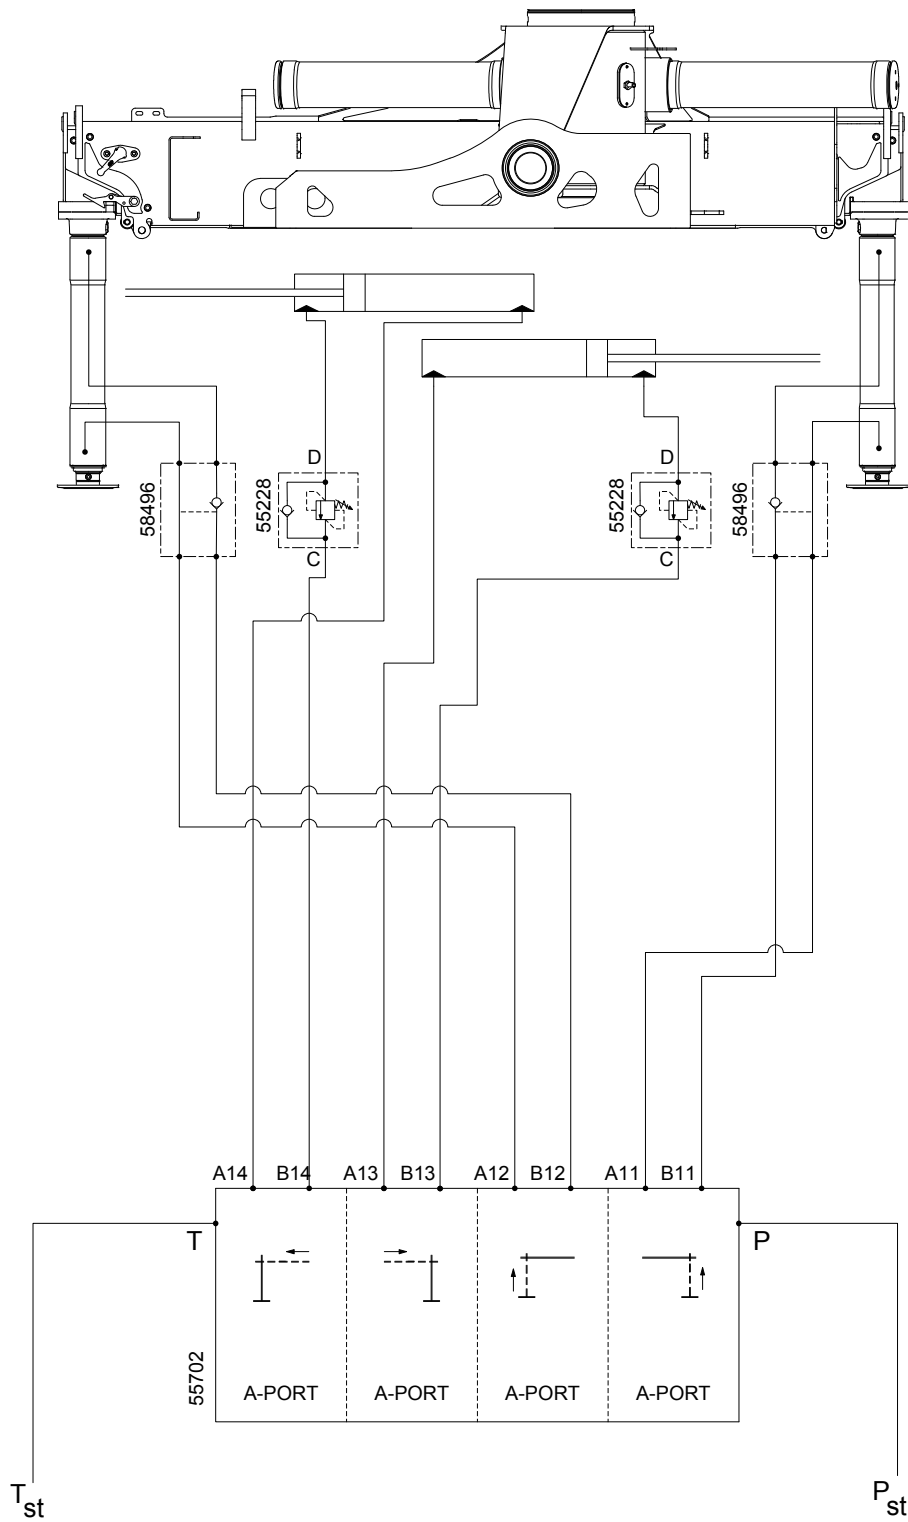 D
D
58496
55228
55228
58496
C
C
A14
B14
A13
B13
A12
B12
A11
B11
T
P
55702
A-PORT
A-PORT
A-PORT
A-PORT
Tst
Pst